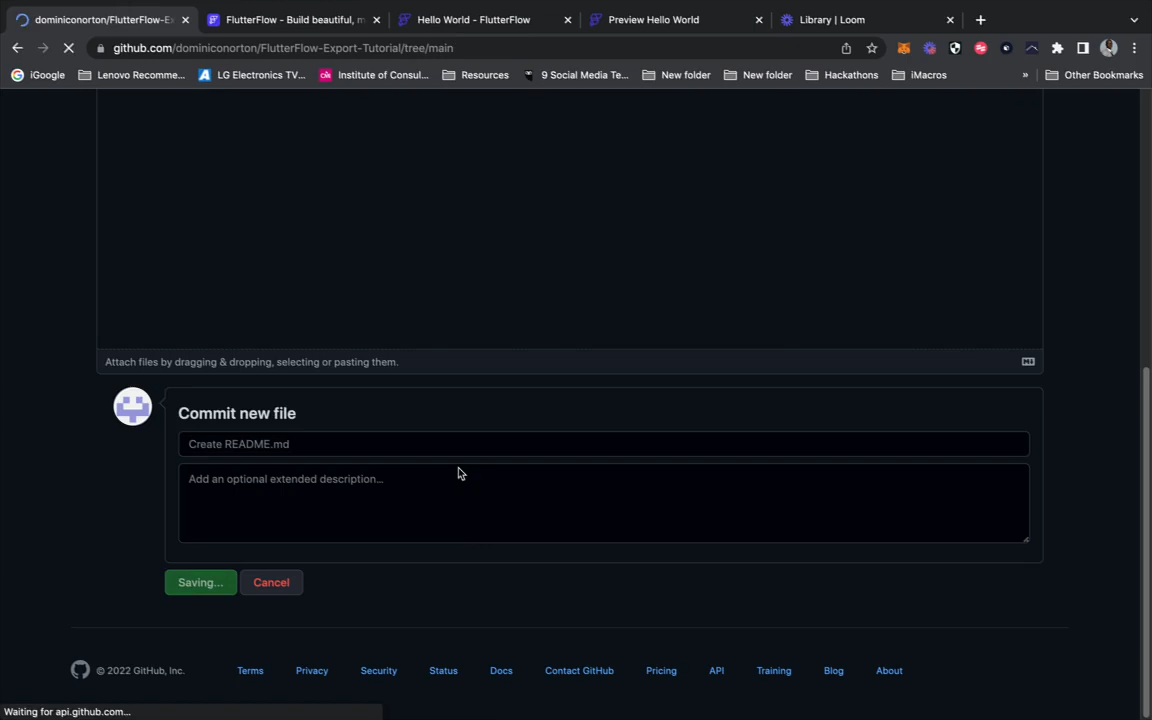 dominiconorton/FlutterFlow-Ex
FlutterFlow - Build beautiful, m
Hello World - FlutterFlow
Preview Hello World
Library | Loom
github.com/dominiconorton/FlutterFlow-Export-Tutorial/tree/main
iGoogle
Lenovo Recomme...
LG Electronics TV...
Institute of Consul...
Resources
9 Social Media Te...
New folder
New folder
Hackathons
iMacros
»
Other Bookmarks
Attach files by dragging & dropping, selecting or pasting them.
Commit new file
Create README.md
Add an optional extended description...
Saving...
Cancel
© 2022 GitHub, Inc.
Terms
Privacy
Security
Status
Docs
Contact GitHub
Pricing
API
Training
Blog
About
Waiting for api.github.com...